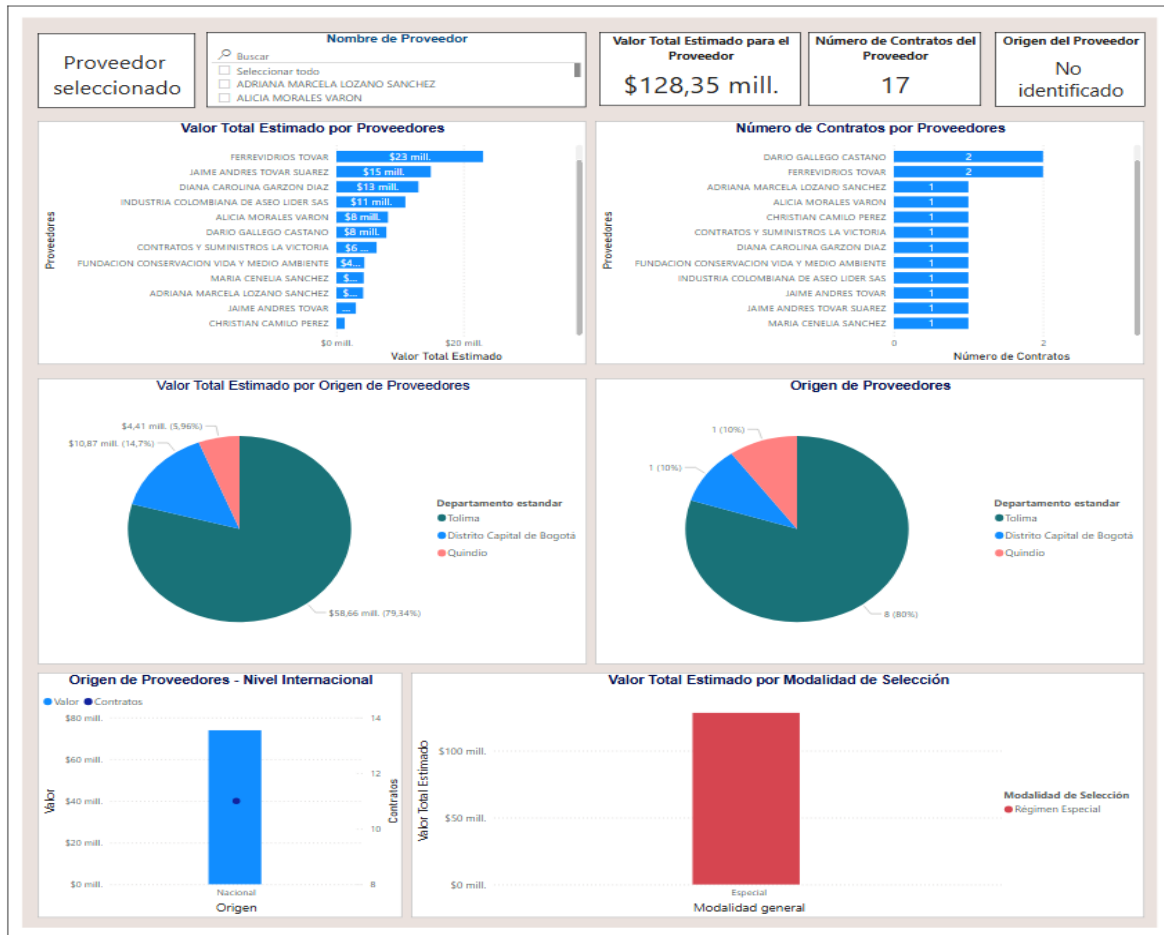 Proveedor
seleccionado
Nombre de Proveedor
Buscar
Seleccionar todo
ADRIANA MARCELA LOZANO SANCHEZ
ALICIA MORALES VARON
Valor Total Estimado para el
Proveedor
$128,35 mill.
Número de Contratos del
Proveedor
17
Origen del Proveedor
No
identificado
Valor Total Estimado por Proveedores
Proveedores
FERREVIDRIOS TOVAR $23 mill.
JAIME ANDRES TOVAR SUAREZ $15 mill.
DIANA CAROLINA GARZON DIAZ $13 mill.
INDUSTRIA COLOMBIANA DE ASEO LIDER SAS $11 mill.
ALICIA MORALES VARON $8 mill.
DARIO GALLEGO CASTANO $8 mill.
CONTRATOS Y SUMINISTROS LA VICTORIA $6 ...
FUNDACION CONSERVACION VIDA Y MEDIO AMBIENTE $4...
MARIA CENELIA SANCHEZ $...
ADRIANA MARCELA LOZANO SANCHEZ $...
JAIME ANDRES TOVAR ...
CHRISTIAN CAMILO PEREZ
$0 mill. $20 mill.
Valor Total Estimado
Número de Contratos por Proveedores
Proveedores
DARIO GALLEGO CASTANO 2
FERREVIDRIOS TOVAR 2
ADRIANA MARCELA LOZANO SANCHEZ 1
ALICIA MORALES VARON 1
CHRISTIAN CAMILO PEREZ 1
CONTRATOS Y SUMINISTROS LA VICTORIA 1
DIANA CAROLINA GARZON DIAZ 1
FUNDACION CONSERVACION VIDA Y MEDIO AMBIENTE 1
INDUSTRIA COLOMBIANA DE ASEO LIDER SAS 1
JAIME ANDRES TOVAR 1
JAIME ANDRES TOVAR SUAREZ 1
MARIA CENELIA SANCHEZ 1
0 2
Número de Contratos
Valor Total Estimado por Origen de Proveedores
$4,41 mill. (5,96%)
$10,87 mill. (14,7%)
$58,66 mill. (79,34%)
Departamento estandar
Tolima
Distrito Capital de Bogotá
Quindio
Origen de Proveedores
1 (10%)
1 (10%)
8 (80%)
Departamento estandar
Tolima
Distrito Capital de Bogotá
Quindio
Origen de Proveedores - Nivel Internacional
Valor Contratos
$80 mill. 14
$60 mill. 12
$40 mill.
$20 mill. 10
$0 mill. 8
Valor
Contratos
Nacional
Origen
Valor Total Estimado por Modalidad de Selección
Valor Total Estimado
$100 mill.
$50 mill.
$0 mill.
Especial
Modalidad general
Modalidad de Selección
Régimen Especial